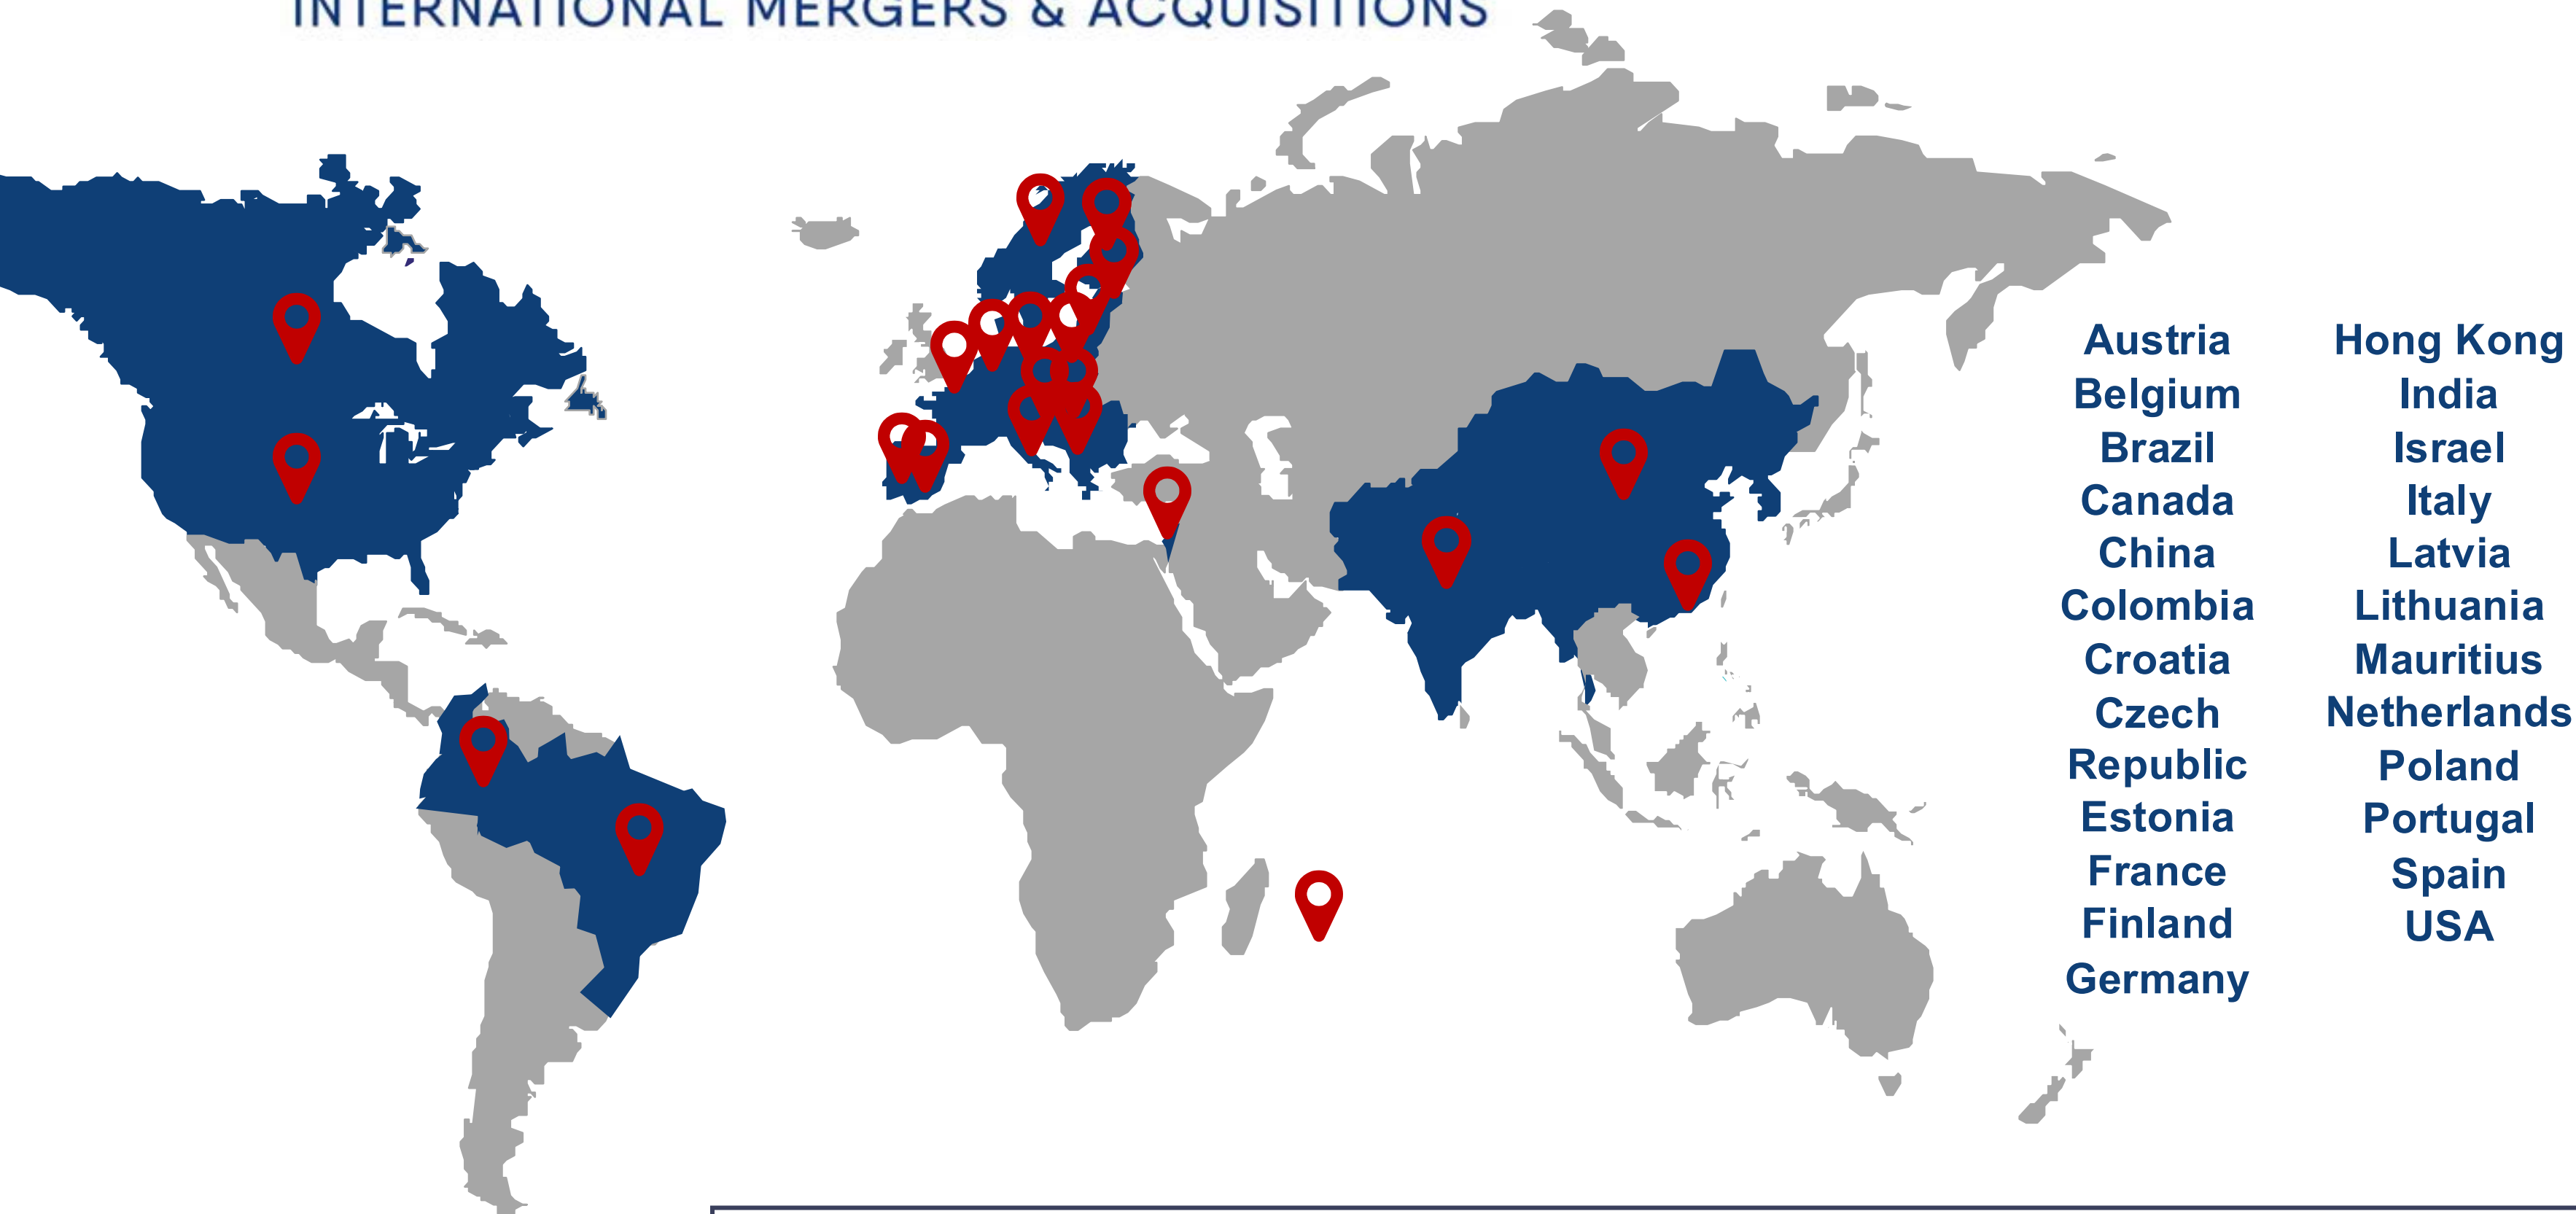 INTERNATIONAL MERGERS & ACQUISITIONS
Austria
Belgium
Brazil
Canada
China
Colombia
Croatia
Czech
Republic
Estonia
France
Finland
Germany
Hong Kong
India
Israel
Italy
Latvia
Lithuania
Mauritius
Netherlands
Poland
Portugal
Spain
USA